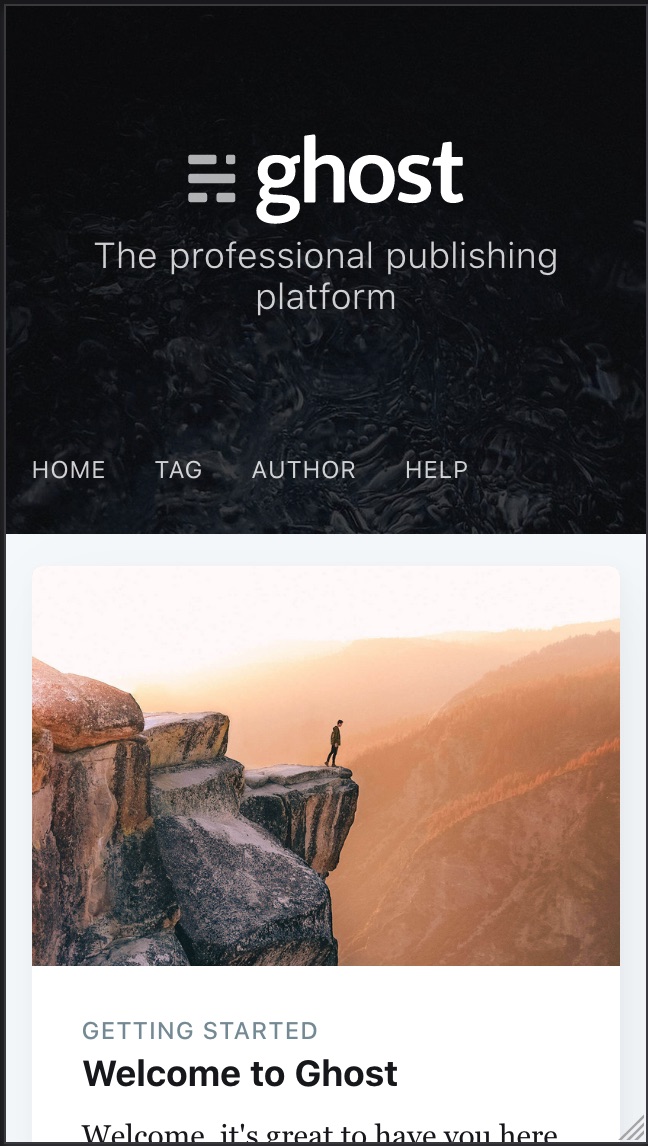 ghost
The professional publishing
platform
HOME TAG AUTHOR HELP
GETTING STARTED
Welcome to Ghost
Welcome, it's great to have you here.